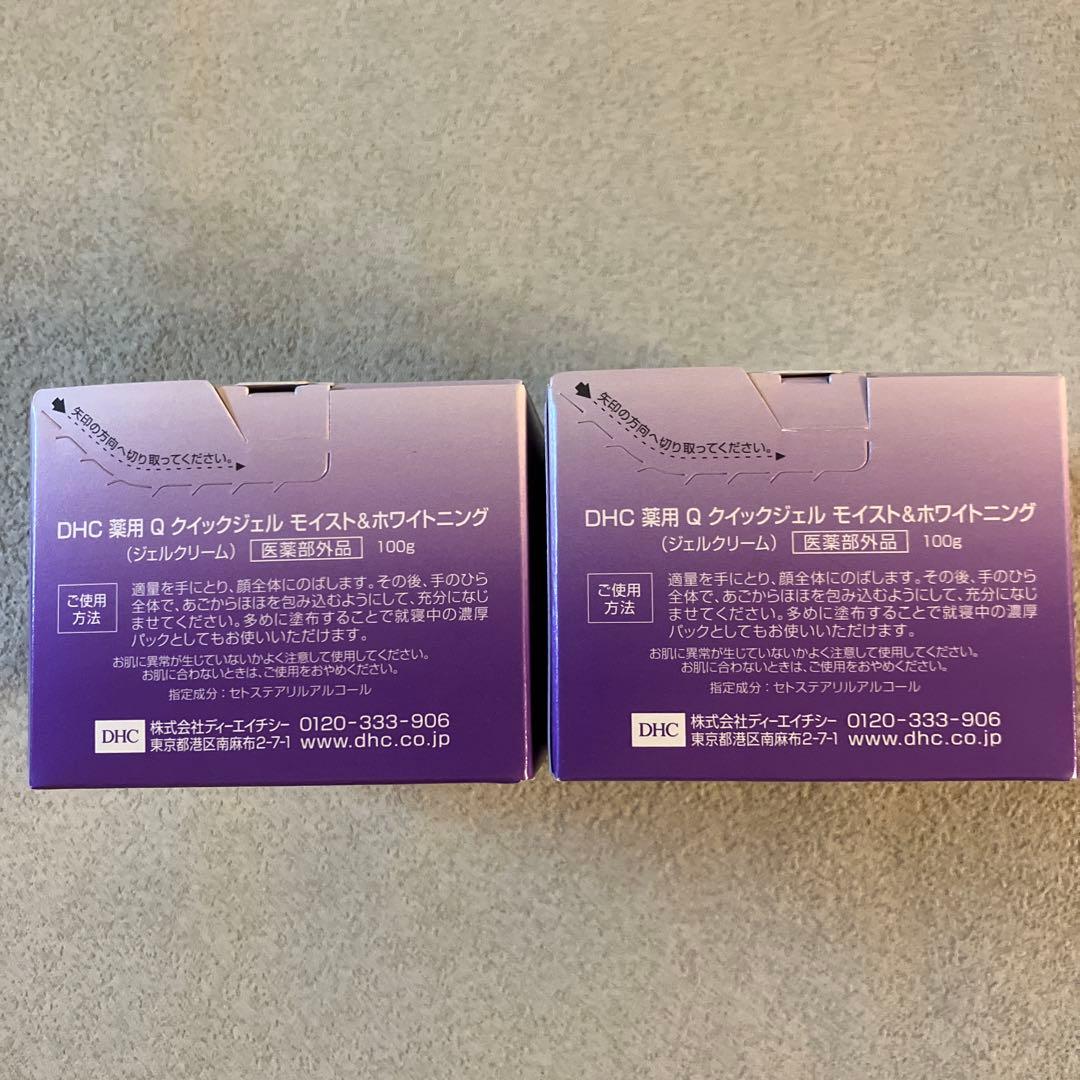 矢印の方向へ切り取ってください。
DHC 薬用 Q クイックジェル モイスト&ホワイトニング
(ジェルクリーム) 医薬部外品 100g
ご使用
方法
適量を手にとり、顔全体にのばします。その後、手のひら
全体で、あごからほほを包み込むようにして、充分になじ
ませてください。多めに塗布することで就寝中の濃厚
パックとしてもお使いいただけます。
お肌に異常が生じていないかよく注意して使用してください。
お肌に合わないときは、ご使用をおやめください。
指定成分:セトステアリルアルコール
DHC
株式会社ディーエイチシー 0120-333-906
東京都港区南麻布2-7-1 www.dhc.co.jp
矢印の方向へ切り取ってください。
DHC 薬用 Q クイックジェル モイスト&ホワイトニング
(ジェルクリーム) 医薬部外品 100g
ご使用
方法
適量を手にとり、顔全体にのばします。その後、手のひら
全体で、あごからほほを包み込むようにして、充分になじ
ませてください。多めに塗布することで就寝中の濃厚
パックとしてもお使いいただけます。
お肌に異常が生じていないかよく注意して使用してください。
お肌に合わないときは、ご使用をおやめください。
指定成分:セトステアリルアルコール
DHC
株式会社ディーエイチシー 0120-333-906
東京都港区南麻布2-7-1 www.dhc.co.jp